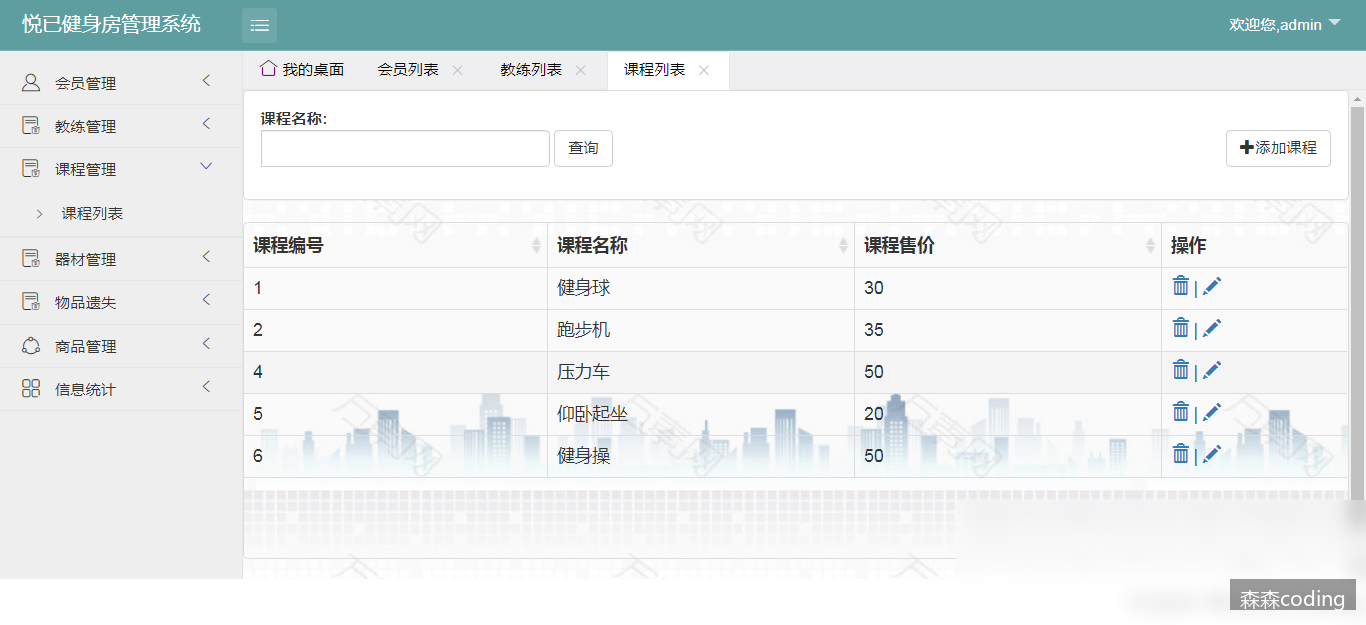 悦已健身房管理系统
欢迎您,admin
会员管理
教练管理
课程管理
课程列表
器材管理
物品遗失
商品管理
信息统计
我的桌面 会员列表 教练列表 课程列表
课程名称:
查询
添加课程
课程编号 课程名称 课程售价 操作
1 健身球 30 |
2 跑步机 35 |
4 压力车 50 |
5 仰卧起坐 20 |
6 健身操 50 |
森森coding